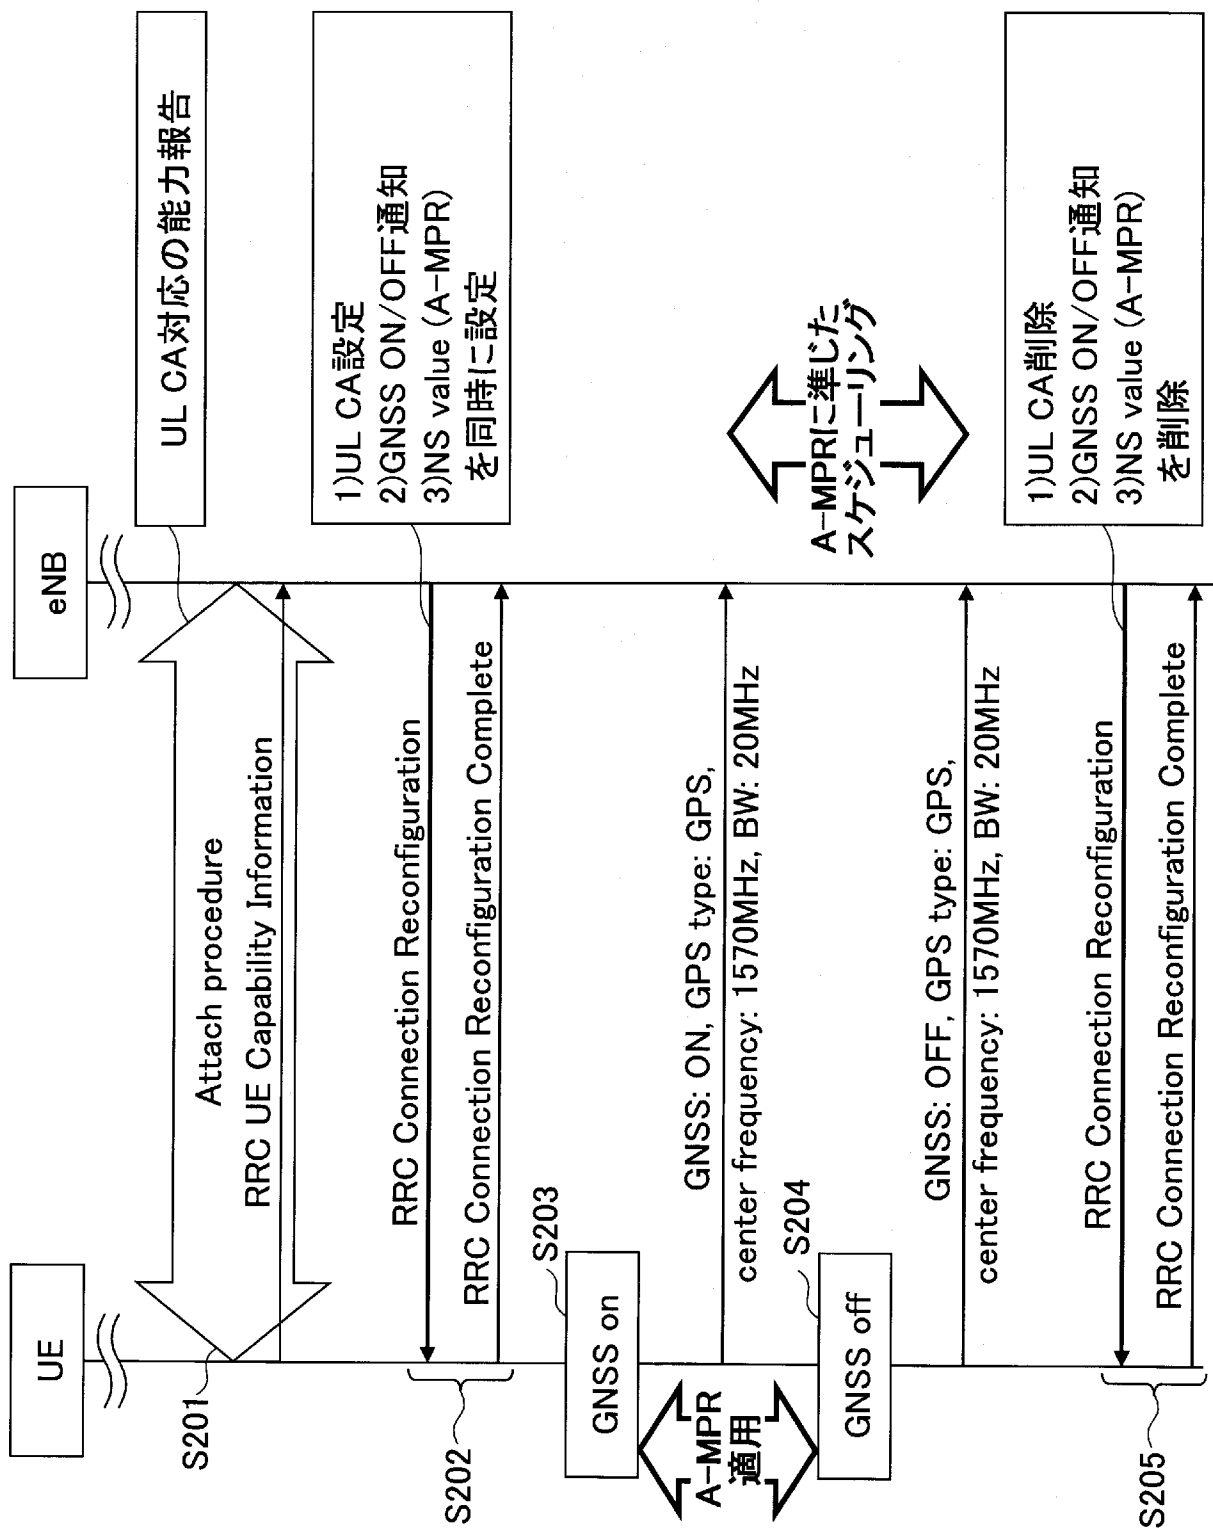 UE
eNB
S201
Attach procedure
RRC UE Capability Information
UL CA対応の能力報告
S202
RRC Connection Reconfiguration
RRC Connection Reconfiguration Complete
1)UL CA設定
2)GNSS ON/OFF通知
3)NS value (A-MPR)
を同時に設定
GNSS on
S203
A-MPR
適用
GNSS: ON, GPS type: GPS,
center frequency: 1570MHz, BW: 20MHz
A-MPRに準じた
スケジューリング
GNSS off
S204
GNSS: OFF, GPS type: GPS,
center frequency: 1570MHz, BW: 20MHz
S205
RRC Connection Reconfiguration
RRC Connection Reconfiguration Complete
1)UL CA削除
2)GNSS ON/OFF通知
3)NS value (A-MPR)
を削除